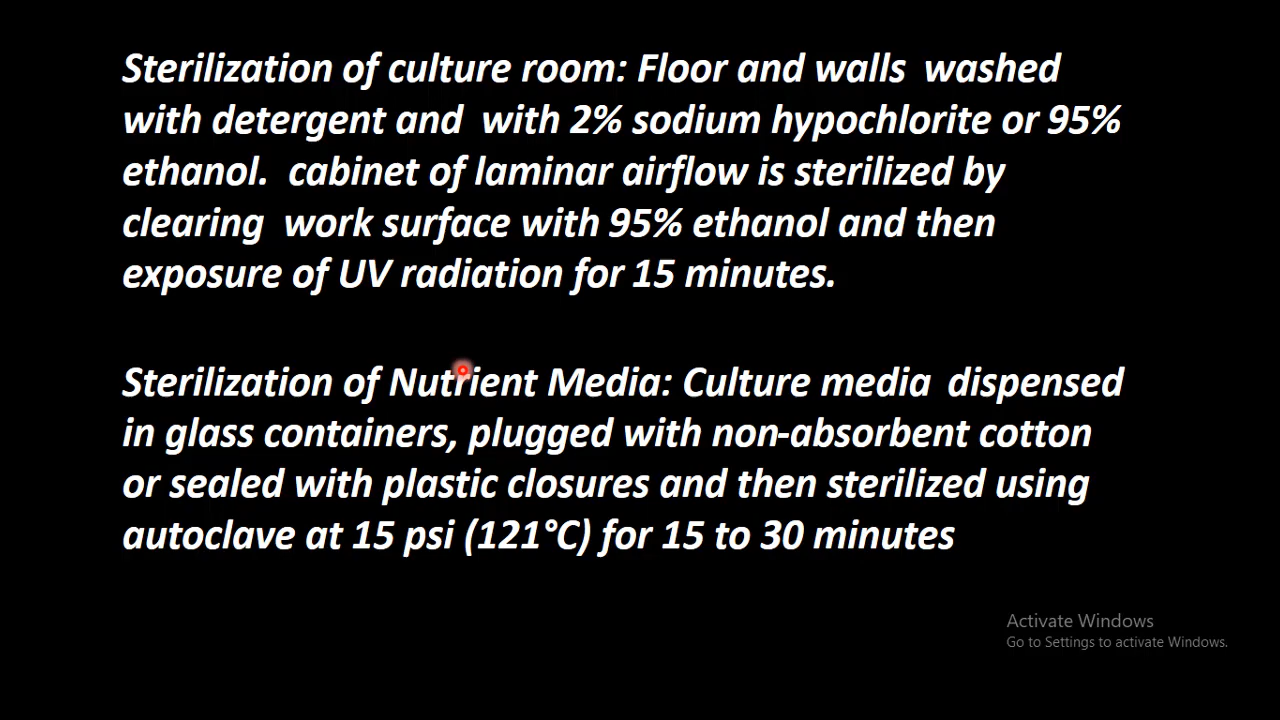 Sterilization of culture room: Floor and walls washed
with detergent and with 2% sodium hypochlorite or 95%
ethanol. cabinet of laminar airflow is sterilized by
clearing work surface with 95% ethanol and then
exposure of UV radiation for 15 minutes.
Sterilization of Nutrient Media: Culture media dispensed
in glass containers, plugged with non-absorbent cotton
or sealed with plastic closures and then sterilized using
autoclave at 15 psi (121°C) for 15 to 30 minutes
Activate Windows
Go to Settings to activate Windows.